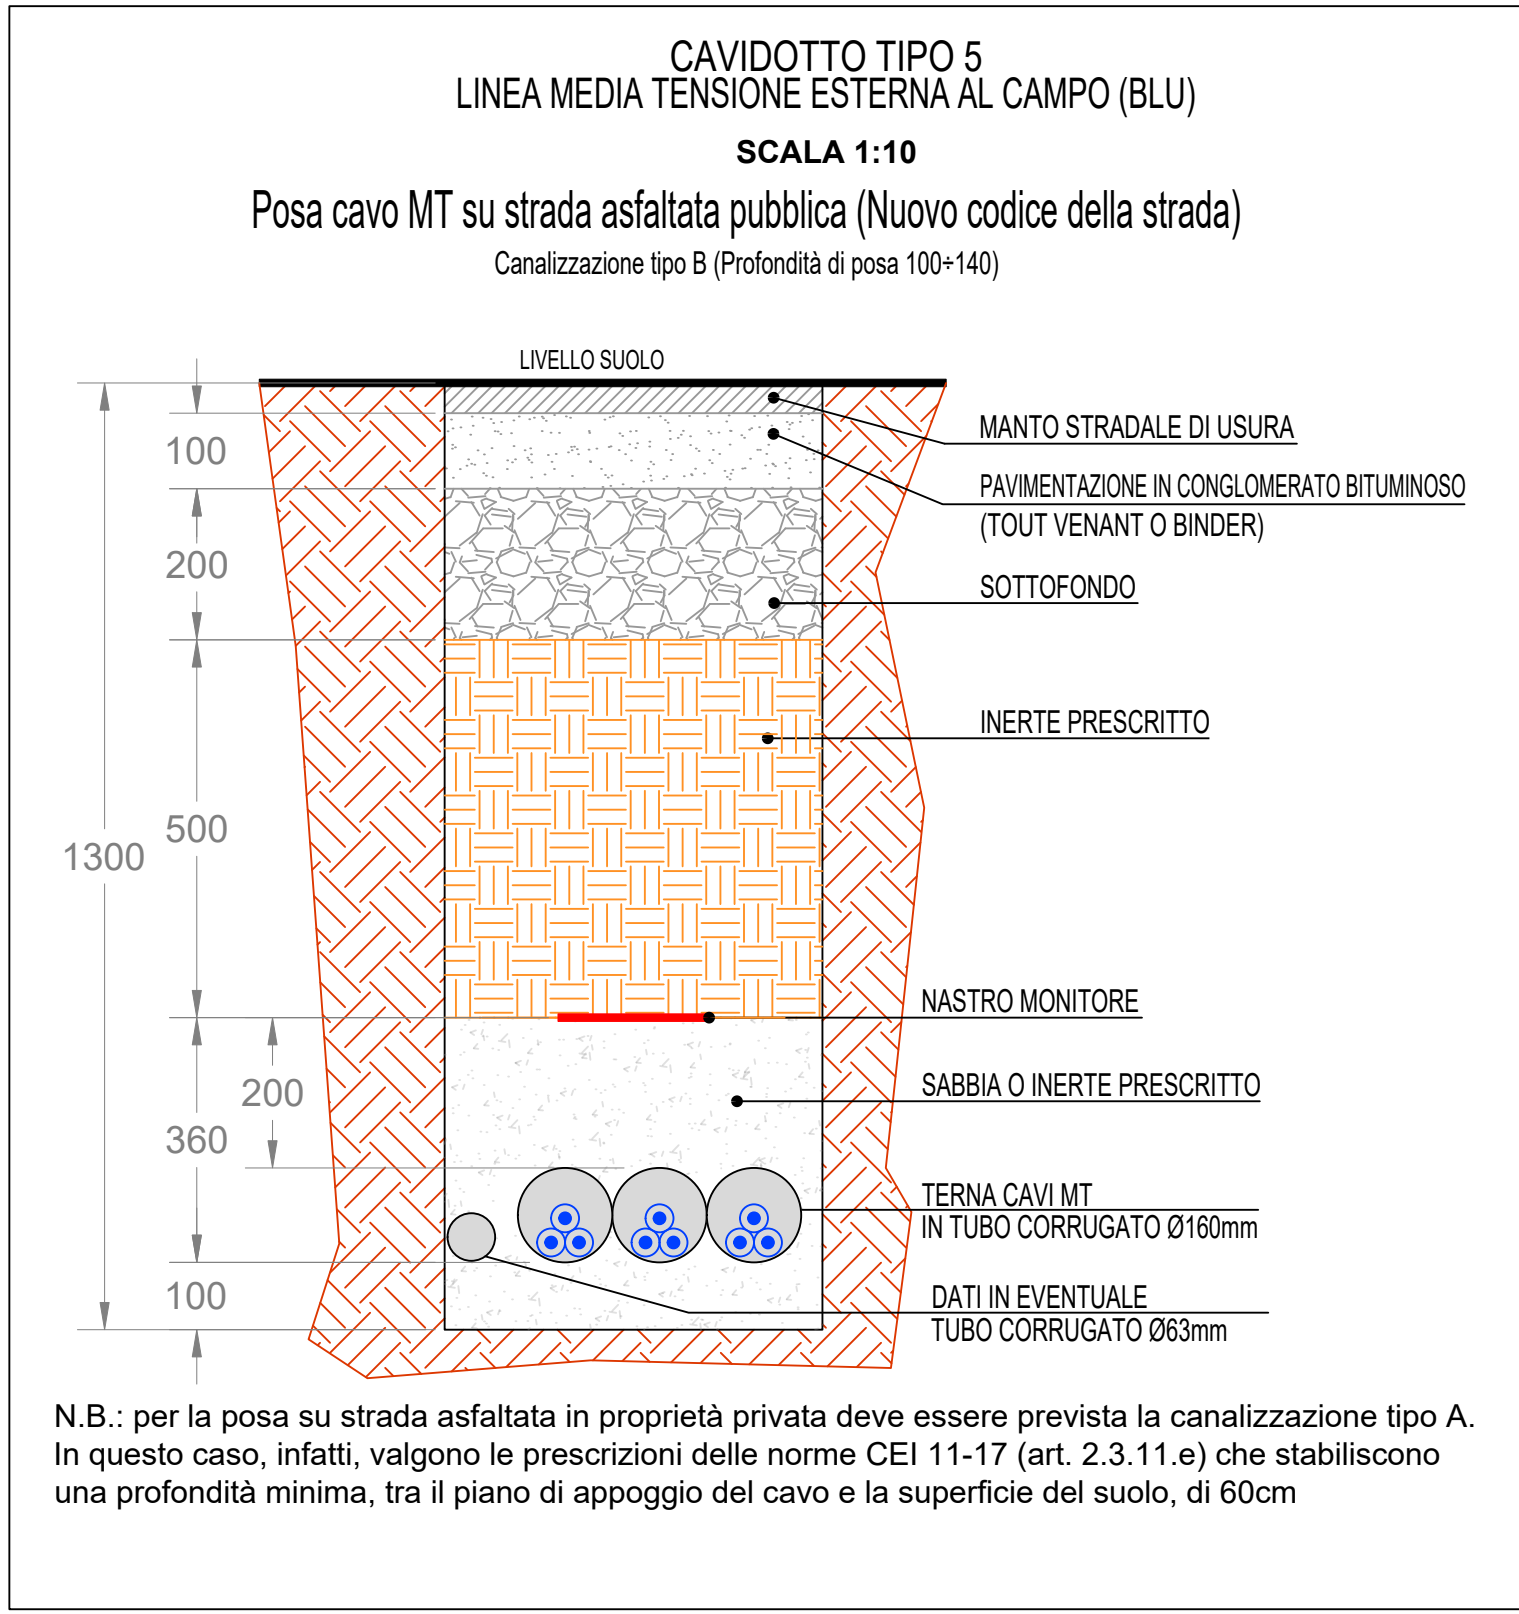 CAVIDOTTO TIPO 5
LINEA MEDIA TENSIONE ESTERNA AL CAMPO (BLU)
SCALA 1:10
Posa cavo MT su strada asfaltata pubblica (Nuovo codice della strada)
Canalizzazione tipo B (Profondità di posa 100÷140)
LIVELLO SUOLO
MANTO STRADALE DI USURA
100
PAVIMENTAZIONE IN CONGLOMERATO BITUMINOSO
(TOUT VENANT O BINDER)
200
SOTTOFONDO
INERTE PRESCRITTO
500
1300
NASTRO MONITORE
200
SABBIA O INERTE PRESCRITTO
360
TERNA CAVI MT
IN TUBO CORRUGATO Ø160mm
100
DATI IN EVENTUALE
TUBO CORRUGATO Ø63mm
N.B.: per la posa su strada asfaltata in proprietà privata deve essere prevista la canalizzazione tipo A.
In questo caso, infatti, valgono le prescrizioni delle norme CEI 11-17 (art. 2.3.11.e) che stabiliscono
una profondità minima, tra il piano di appoggio del cavo e la superficie del suolo, di 60cm